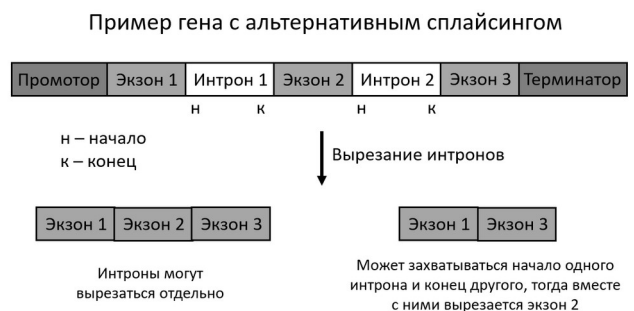 Пример гена с альтернативным сплайсингом
Промотор Экзон 1 Интрон 1 Экзон 2 Интрон 2 Экзон 3 Терминатор
н к н к
н – начало
к – конец
Вырезание интронов
Экзон 1 Экзон 2 Экзон 3
Экзон 1 Экзон 3
Интроны могут
вырезаться отдельно
Может захватываться начало одного
интрона и конец другого, тогда вместе
с ними вырезается экзон 2